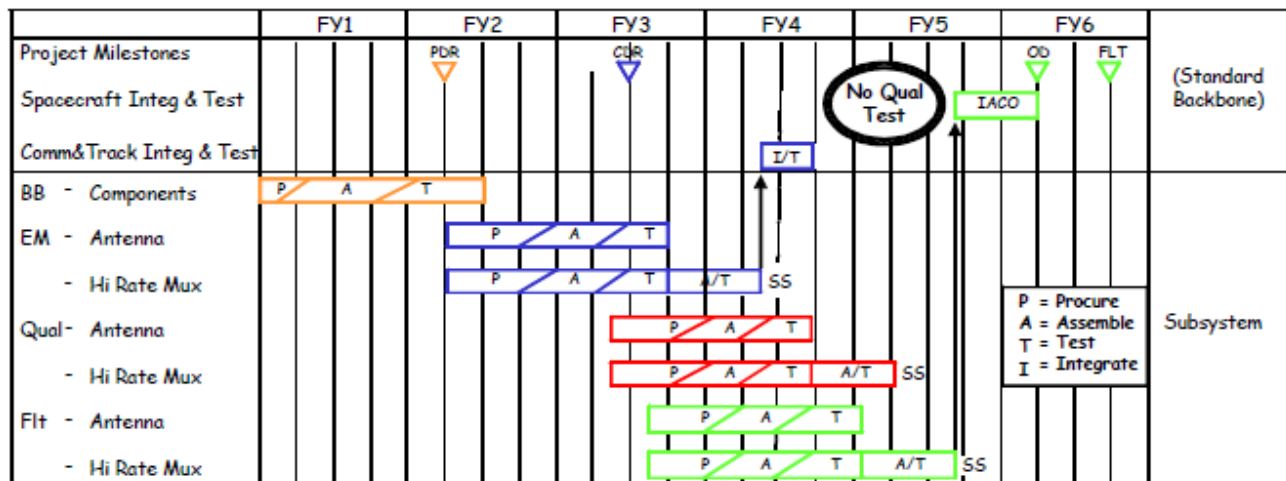 FY1 FY2 FY3 FY4 FY5 FY6
Project Milestones PDR CDR OD FLT
Spacecraft Integ & Test No Qual Test IACO (Standard Backbone)
Comm&Track Integ & Test I/T
BB - Components P A T
EM - Antenna P A T
- Hi Rate Mux P A T A/T SS
Qual - Antenna P A T
- Hi Rate Mux P A T A/T SS
Flt - Antenna P A T
- Hi Rate Mux P A T A/T SS
P = Procure
A = Assemble
T = Test
I = Integrate
Subsystem